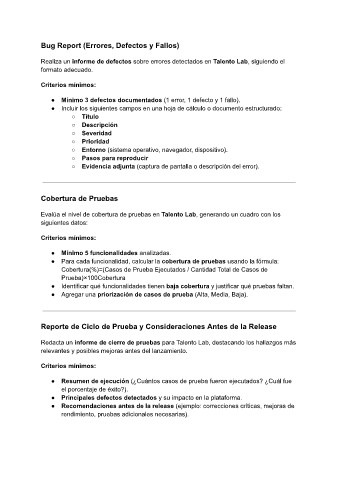 Bug Report (Errores, Defectos y Fallos)
Realiza un informe de defectos sobre errores detectados en Talento Lab, siguiendo el
formato adecuado.
Criterios mínimos:
● Mínimo 3 defectos documentados (1 error, 1 defecto y 1 fallo).
● Incluir los siguientes campos en una hoja de cálculo o documento estructurado:
○ Título
○ Descripción
○ Severidad
○ Prioridad
○ Entorno (sistema operativo, navegador, dispositivo).
○ Pasos para reproducir
○ Evidencia adjunta (captura de pantalla o descripción del error).
Cobertura de Pruebas
Evalúa el nivel de cobertura de pruebas en Talento Lab, generando un cuadro con los
siguientes datos:
Criterios mínimos:
● Mínimo 5 funcionalidades analizadas.
● Para cada funcionalidad, calcular la cobertura de pruebas usando la fórmula:
Cobertura(%)=(Casos de Prueba Ejecutados / Cantidad Total de Casos de
Prueba)×100Cobertura
● Identificar qué funcionalidades tienen baja cobertura y justificar qué pruebas faltan.
● Agregar una priorización de casos de prueba (Alta, Media, Baja).
Reporte de Ciclo de Prueba y Consideraciones Antes de la Release
Redacta un informe de cierre de pruebas para Talento Lab, destacando los hallazgos más
relevantes y posibles mejoras antes del lanzamiento.
Criterios mínimos:
● Resumen de ejecución (¿Cuántos casos de prueba fueron ejecutados? ¿Cuál fue
el porcentaje de éxito?).
● Principales defectos detectados y su impacto en la plataforma.
● Recomendaciones antes de la release (ejemplo: correcciones críticas, mejoras de
rendimiento, pruebas adicionales necesarias).